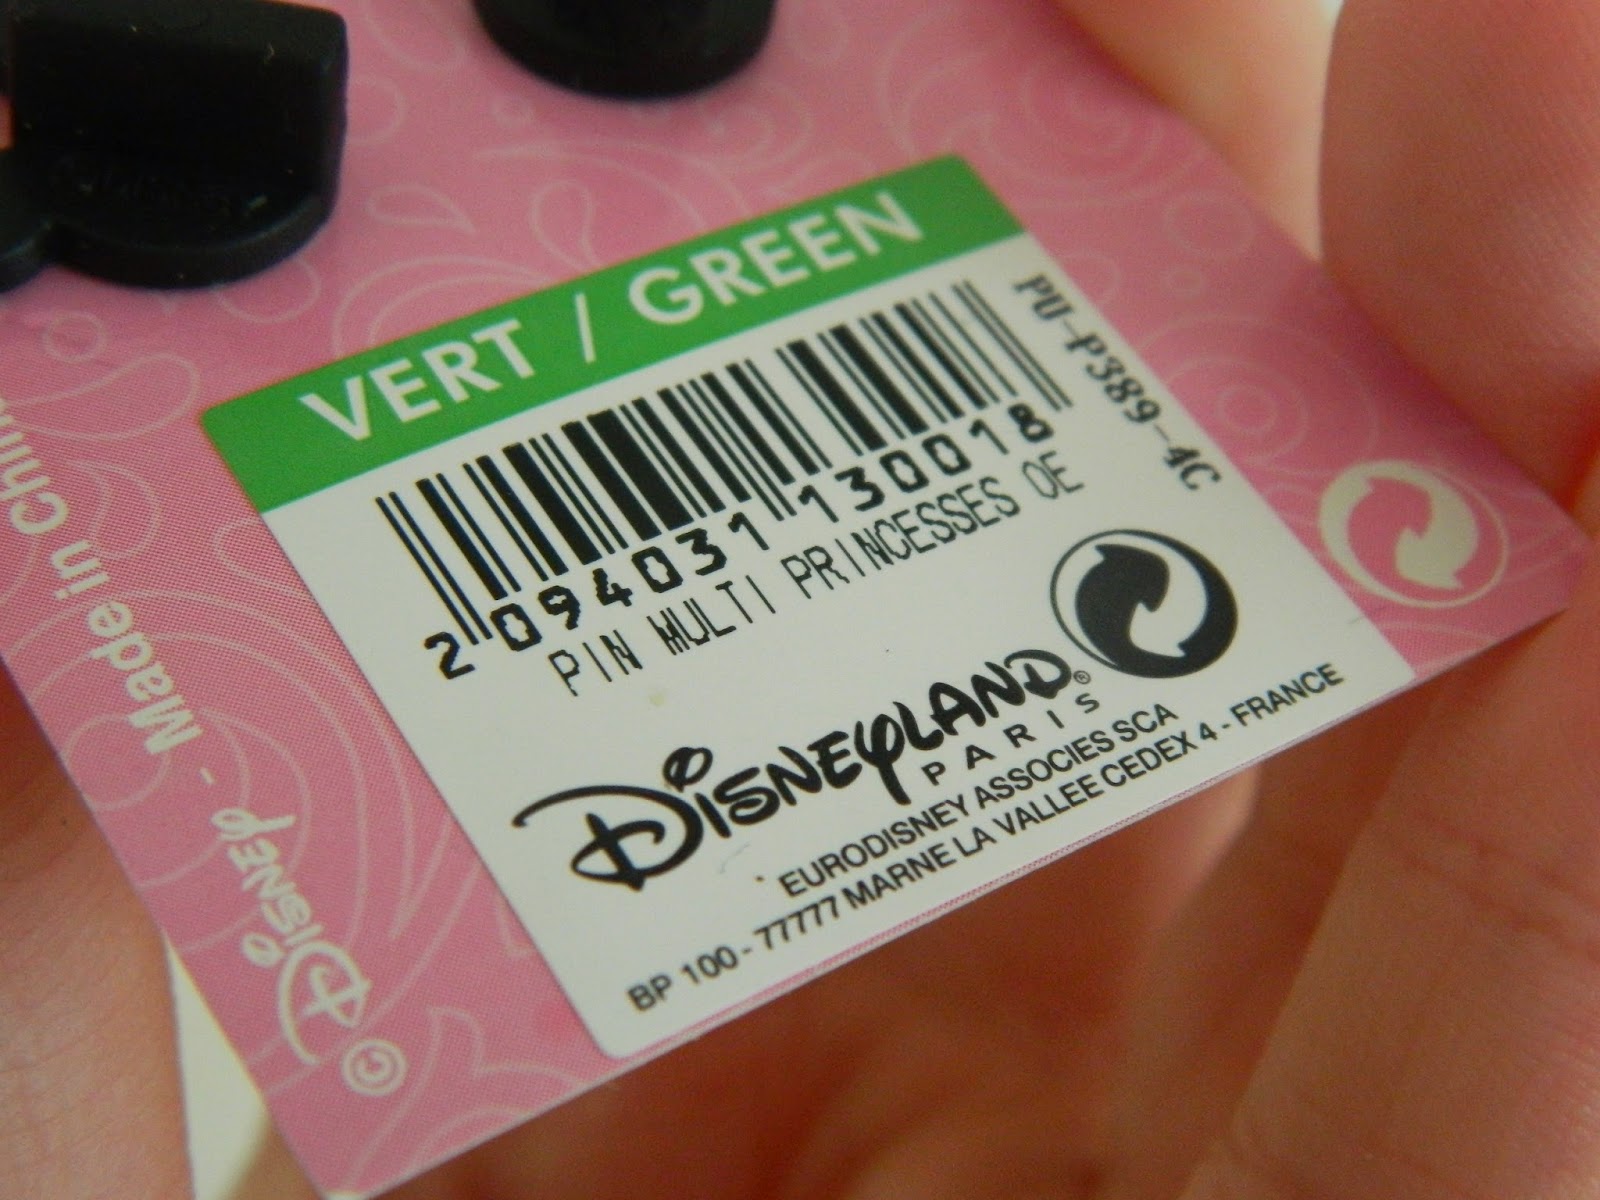 VERT / GREEN
PU-P389-4C
2 094031 130018
PIN MULTI PRINCESSES OE
DISNEYLAND®
PARIS
EURODISNEY ASSOCIES SCA
BP 100 - 77777 MARNE LA VALLEE CEDEX 4 - FRANCE
© DISNEY - Made in China